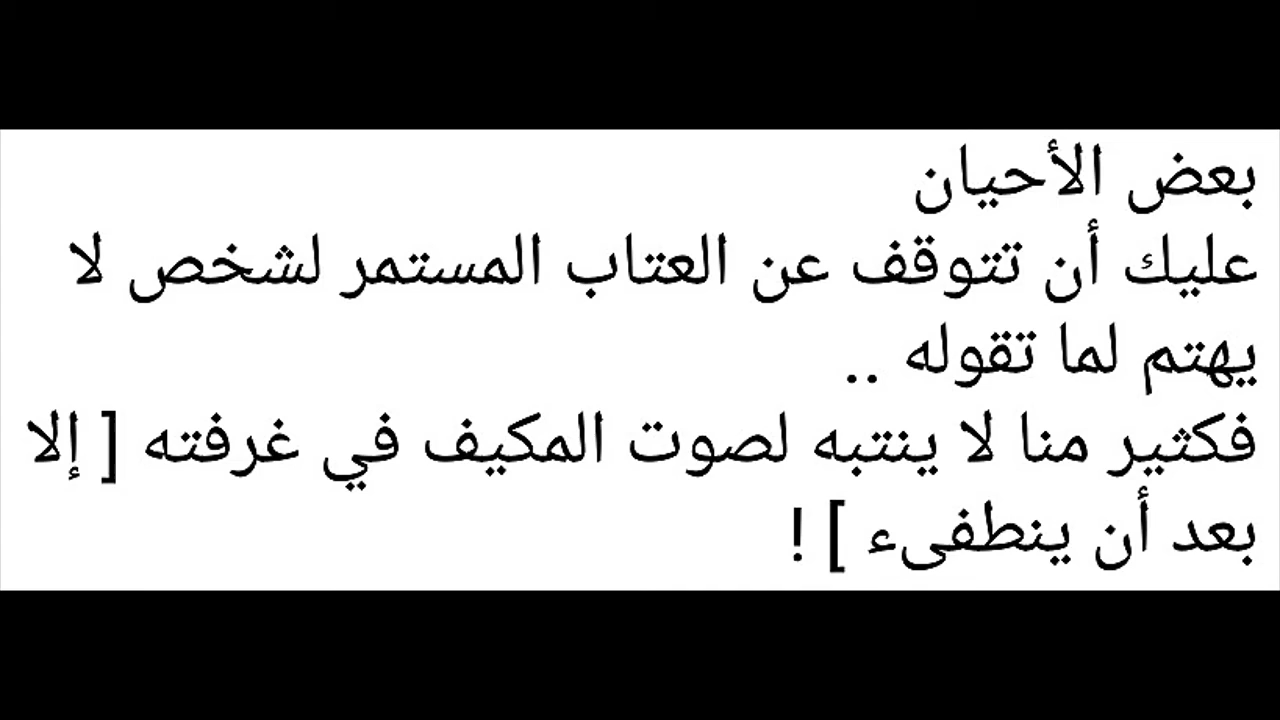 بعض الأحيان
عليك أن تتوقف عن العتاب المستمر لشخص لا
يهتم لما تقوله ..
فكثير منا لا ينتبه لصوت المكيف في غرفته [ إلا
بعد أن ينطفىء ] !